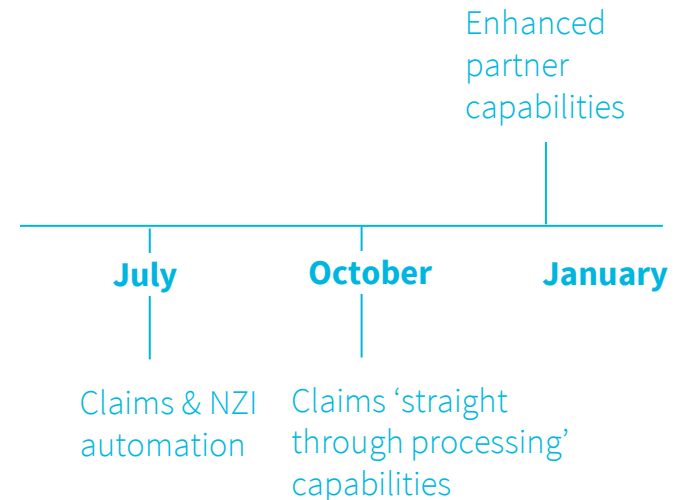 Enhanced
partner
capabilities
July
October
January
Claims & NZI
automation
Claims ‘straight
through processing’
capabilities